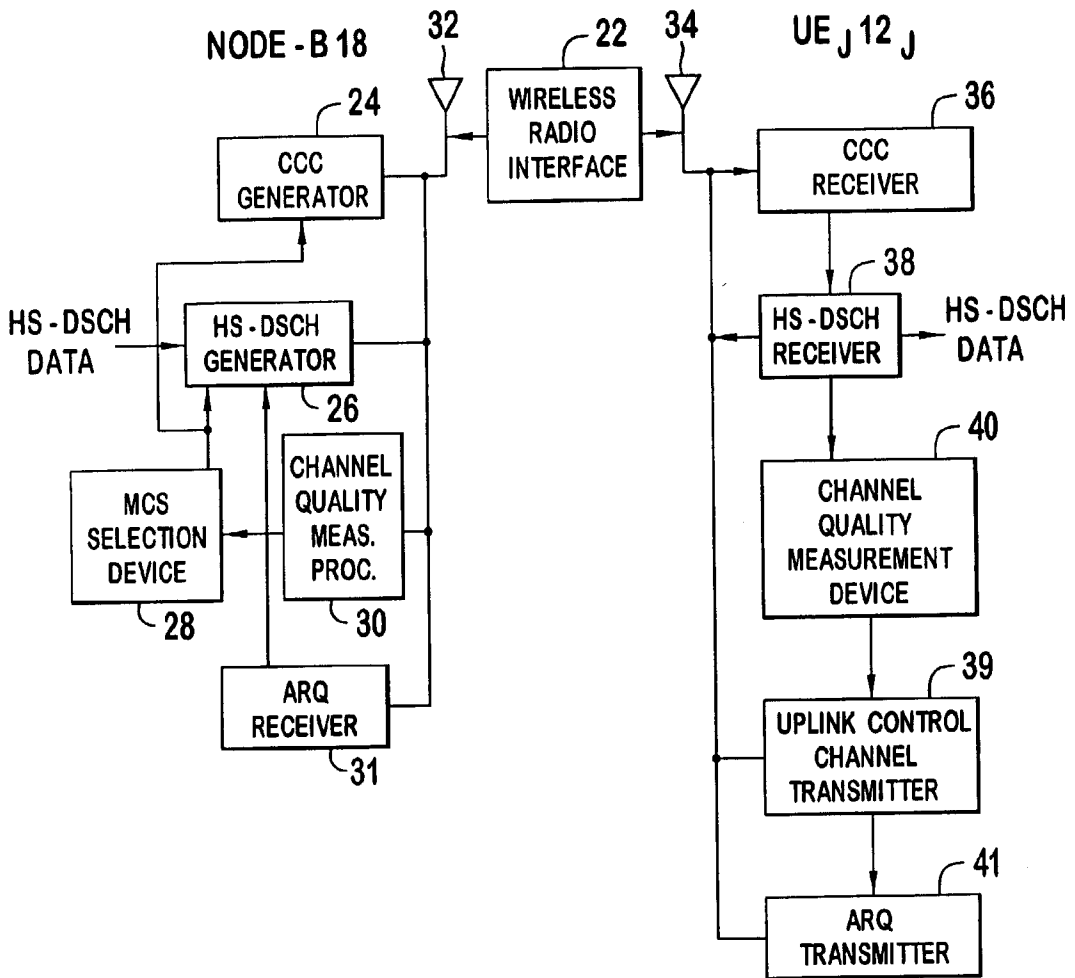 NODE-B 18
32
22
34
UE J 12 J
WIRELESS
RADIO
INTERFACE
24
CCC
GENERATOR
36
CCC
RECEIVER
HS-DSCH
DATA
HS-DSCH
GENERATOR
26
38
HS-DSCH
RECEIVER
HS-DSCH
DATA
MCS
SELECTION
DEVICE
28
CHANNEL
QUALITY
MEAS.
PROC.
30
40
CHANNEL
QUALITY
MEASUREMENT
DEVICE
ARQ
RECEIVER
31
39
UPLINK CONTROL
CHANNEL
TRANSMITTER
41
ARQ
TRANSMITTER